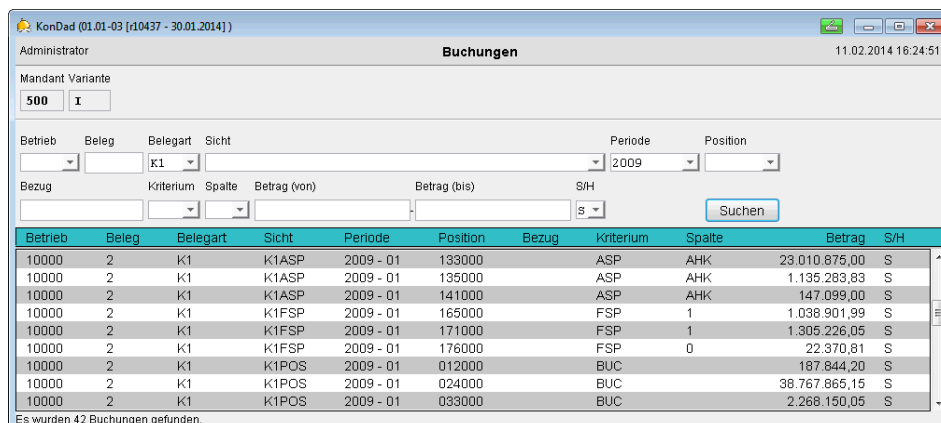 KonDad (01.01-03 [r10437 - 30.01.2014] )
Administrator Buchungen 11.02.2014 16:24:51
Mandant Variante
500 I
Betrieb Beleg Belegart Sicht Periode Position
K1 2009
Bezug Kriterium Spalte Betrag (von) Betrag (bis) S/H
- S Suchen
Betrieb Beleg Belegart Sicht Periode Position Bezug Kriterium Spalte Betrag S/H
10000 2 K1 K1ASP 2009 - 01 133000 ASP AHK 23.010.875,00 S
10000 2 K1 K1ASP 2009 - 01 135000 ASP AHK 1.135.283,83 S
10000 2 K1 K1ASP 2009 - 01 141000 ASP AHK 147.099,00 S
10000 2 K1 K1FSP 2009 - 01 165000 FSP 1 1.038.901,99 S
10000 2 K1 K1FSP 2009 - 01 171000 FSP 1 1.305.226,05 S
10000 2 K1 K1FSP 2009 - 01 176000 FSP 0 22.370,81 S
10000 2 K1 K1POS 2009 - 01 012000 BUC 187.844,20 S
10000 2 K1 K1POS 2009 - 01 024000 BUC 38.767.865,15 S
10000 2 K1 K1POS 2009 - 01 033000 BUC 2.268.150,05 S
Es wurden 42 Buchungen gefunden.